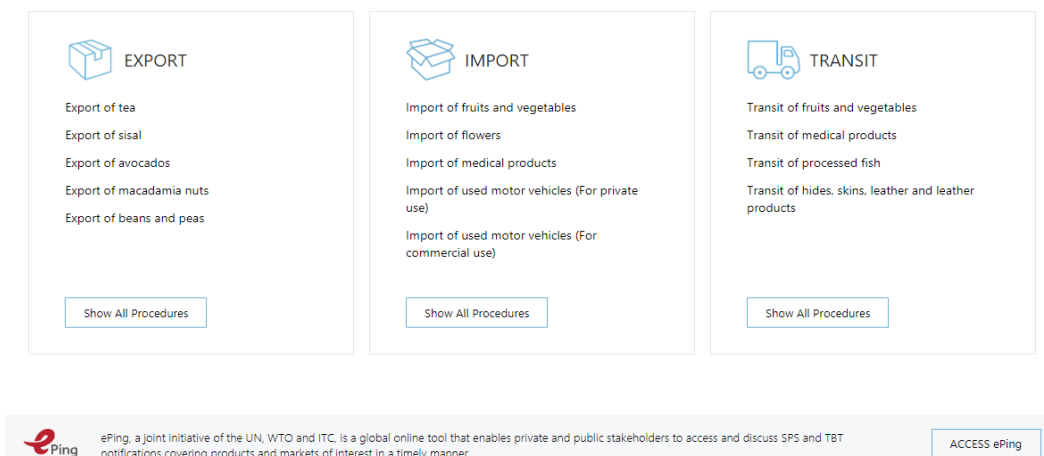 EXPORT
Export of tea
Export of sisal
Export of avocados
Export of macadamia nuts
Export of beans and peas
Show All Procedures
IMPORT
Import of fruits and vegetables
Import of flowers
Import of medical products
Import of used motor vehicles (For private
use)
Import of used motor vehicles (For
commercial use)
Show All Procedures
TRANSIT
Transit of fruits and vegetables
Transit of medical products
Transit of processed fish
Transit of hides, skins, leather and leather
products
Show All Procedures
ePing
ePing, a joint initiative of the UN, WTO and ITC, is a global online tool that enables private and public stakeholders to access and discuss SPS and TBT
notifications covering products and markets of interest in a timely manner
ACCESS ePing